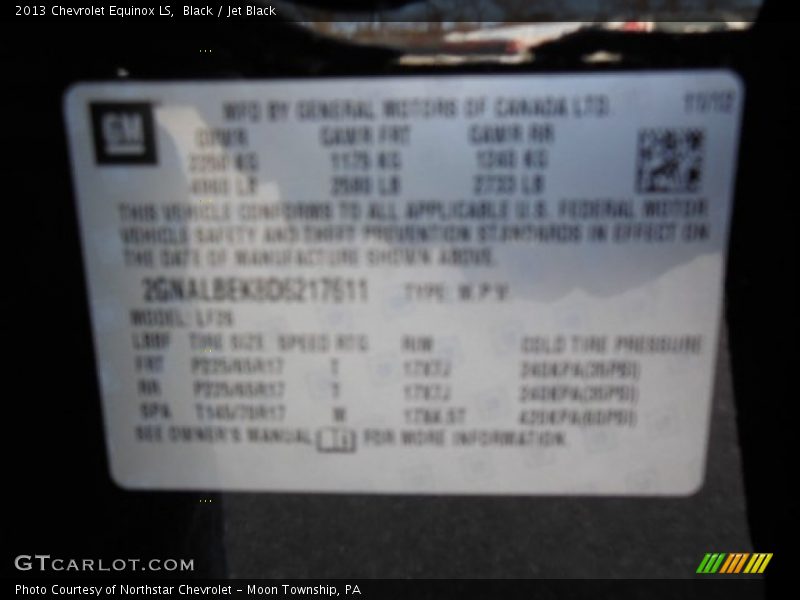 2013 Chevrolet Equinox LS,  Black / Jet Black
MFD BY GENERAL MOTORS OF CANADA LTD. 11/12
GM
GVWR GAWR FRT GAWR RR
2250 KG 1175 KG 1240 KG
4960 LB 2590 LB 2733 LB
THIS VEHICLE CONFORMS TO ALL APPLICABLE U.S. FEDERAL MOTOR
VEHICLE SAFETY AND THEFT PREVENTION STANDARDS IN EFFECT ON
THE DATE OF MANUFACTURE SHOWN ABOVE.
2GNALBEK8D6217611 TYPE: M.P.V.
MODEL: LF26
TIRE SIZE SPEED RTG RIM COLD TIRE PRESSURE
FRT P225/65R17 T 17X7J 240KPA(35PSI)
RR P225/65R17 T 17X7J 240KPA(35PSI)
SPA T145/70R17 M 420KPA(60PSI)
SEE OWNER'S MANUAL FOR MORE INFORMATION.
GTCARLOT.COM
Photo Courtesy of Northstar Chevrolet - Moon Township, PA